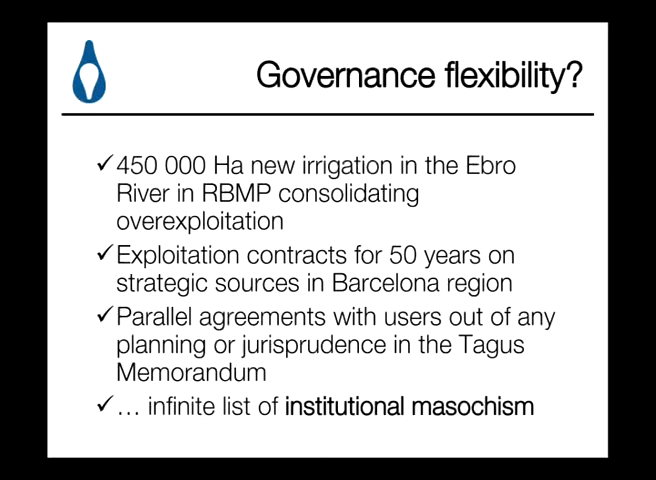 Governance flexibility?
✓450 000 Ha new irrigation in the Ebro
River in RBMP consolidating
overexploitation
✓Exploitation contracts for 50 years on
strategic sources in Barcelona region
✓Parallel agreements with users out of any
planning or jurisprudence in the Tagus
Memorandum
✓… infinite list of institutional masochism